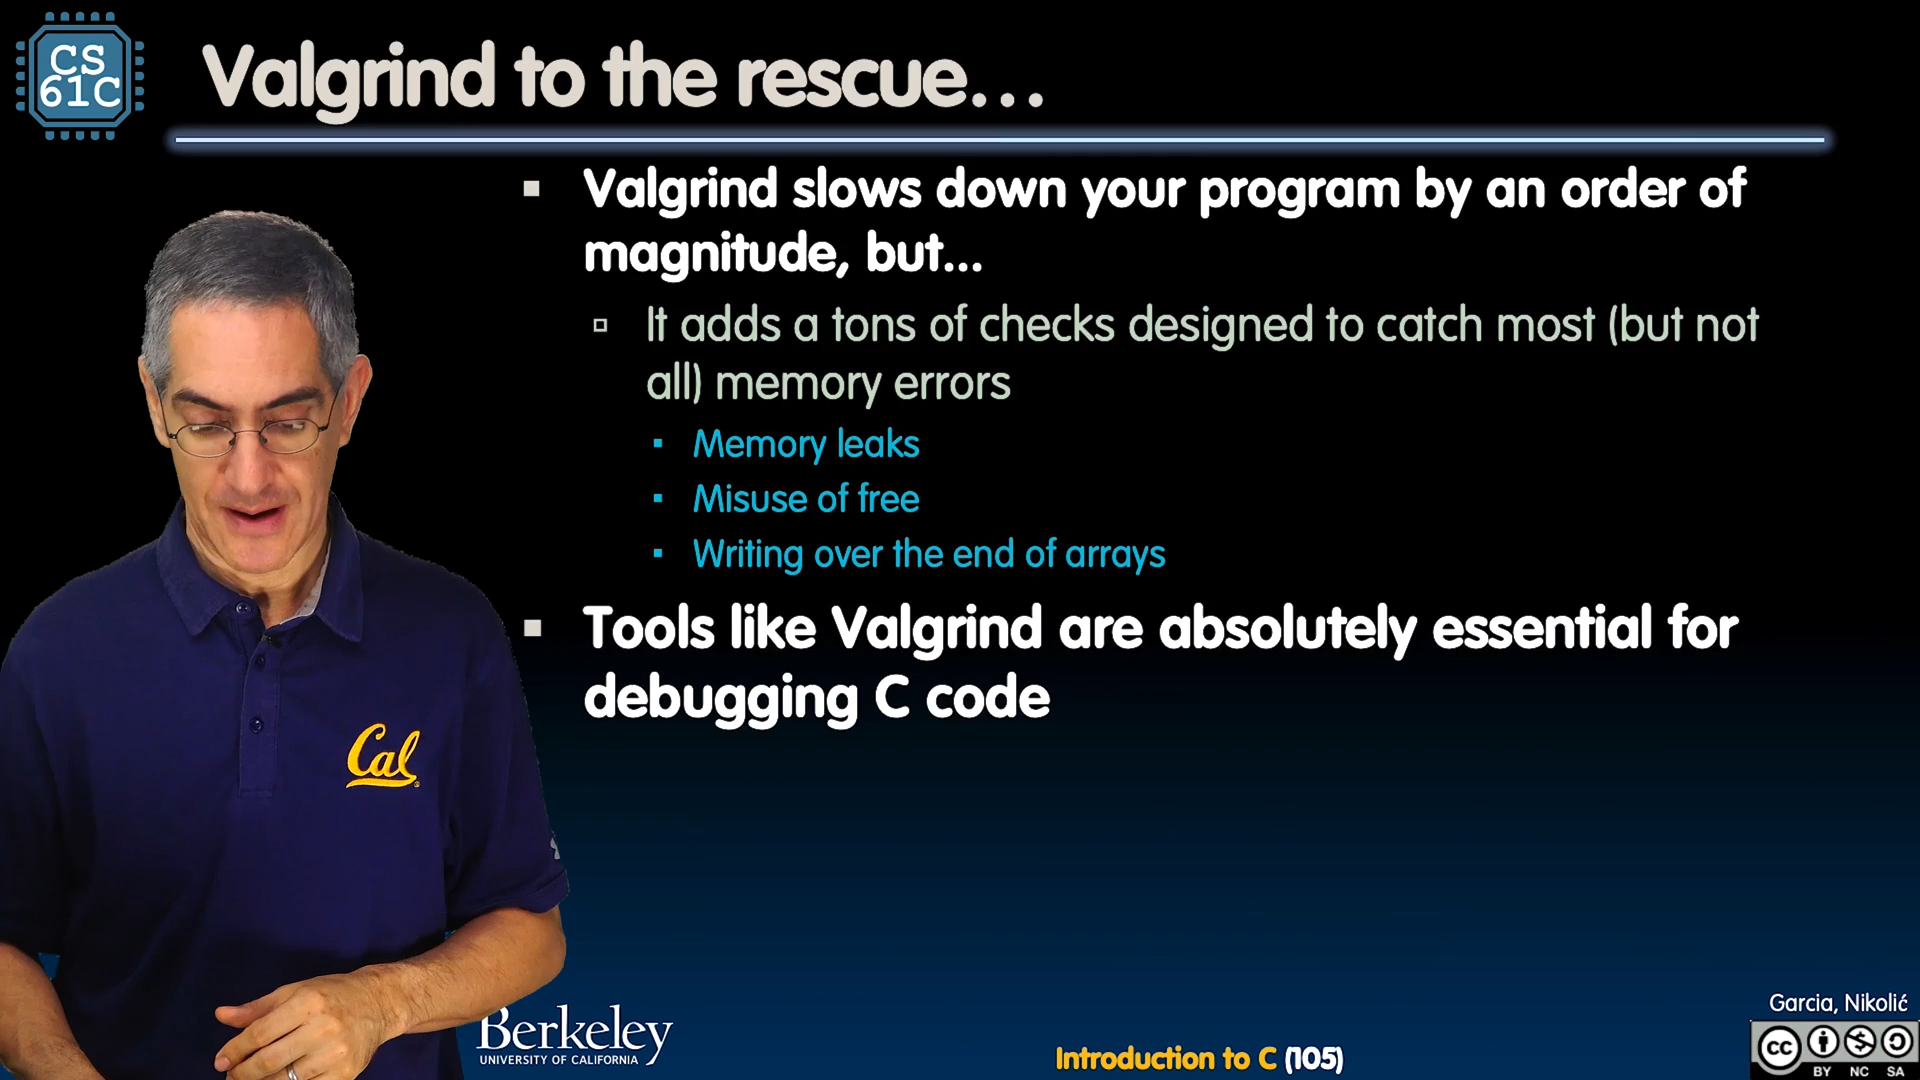 CS
61C
Valgrind to the rescue...
Valgrind slows down your program by an order of
magnitude, but...
It adds a tons of checks designed to catch most (but not
all) memory errors
Memory leaks
Misuse of free
Writing over the end of arrays
Tools like Valgrind are absolutely essential for
debugging C code
Cal
Berkeley
UNIVERSITY OF CALIFORNIA
Introduction to C (105)
Garcia, Nikolić
cc
BY NC SA